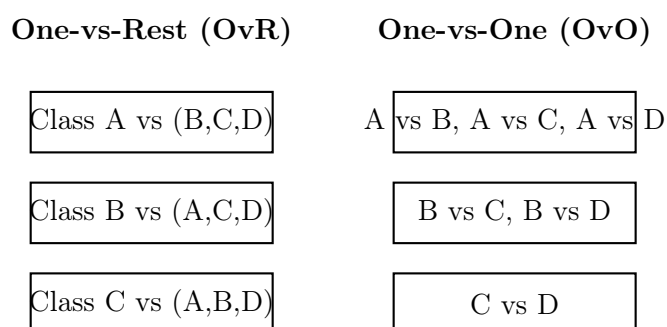 One-vs-Rest (OvR)
One-vs-One (OvO)
Class A vs (B,C,D)
A vs B, A vs C, A vs D
Class B vs (A,C,D)
B vs C, B vs D
Class C vs (A,B,D)
C vs D